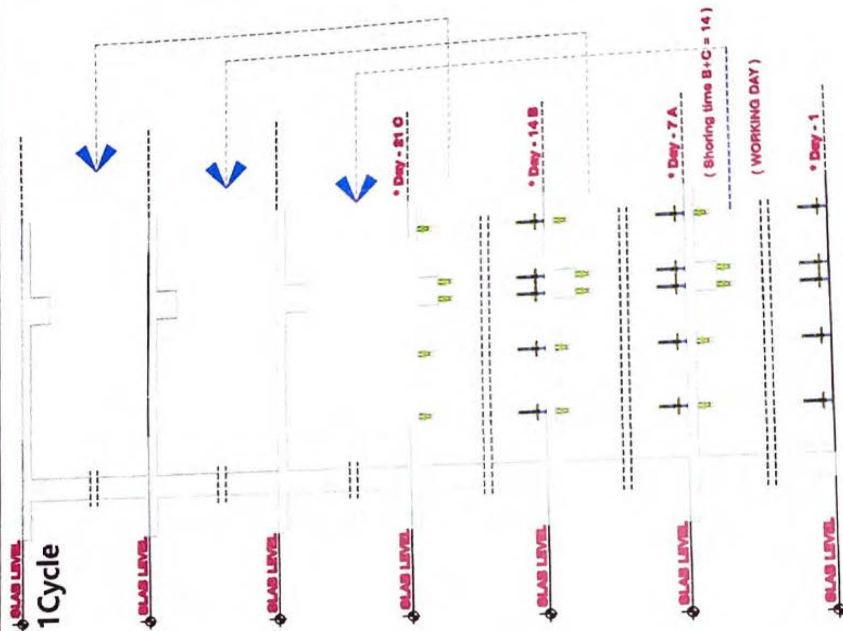 SLAB LEVEL
1Cycle
SLAB LEVEL
SLAB LEVEL
SLAB LEVEL
* Day - 21 C
SLAB LEVEL
* Day - 14 B
SLAB LEVEL
* Day - 7 A
( Shoring time B+C = 14 )
( WORKING DAY )
SLAB LEVEL
* Day - 1